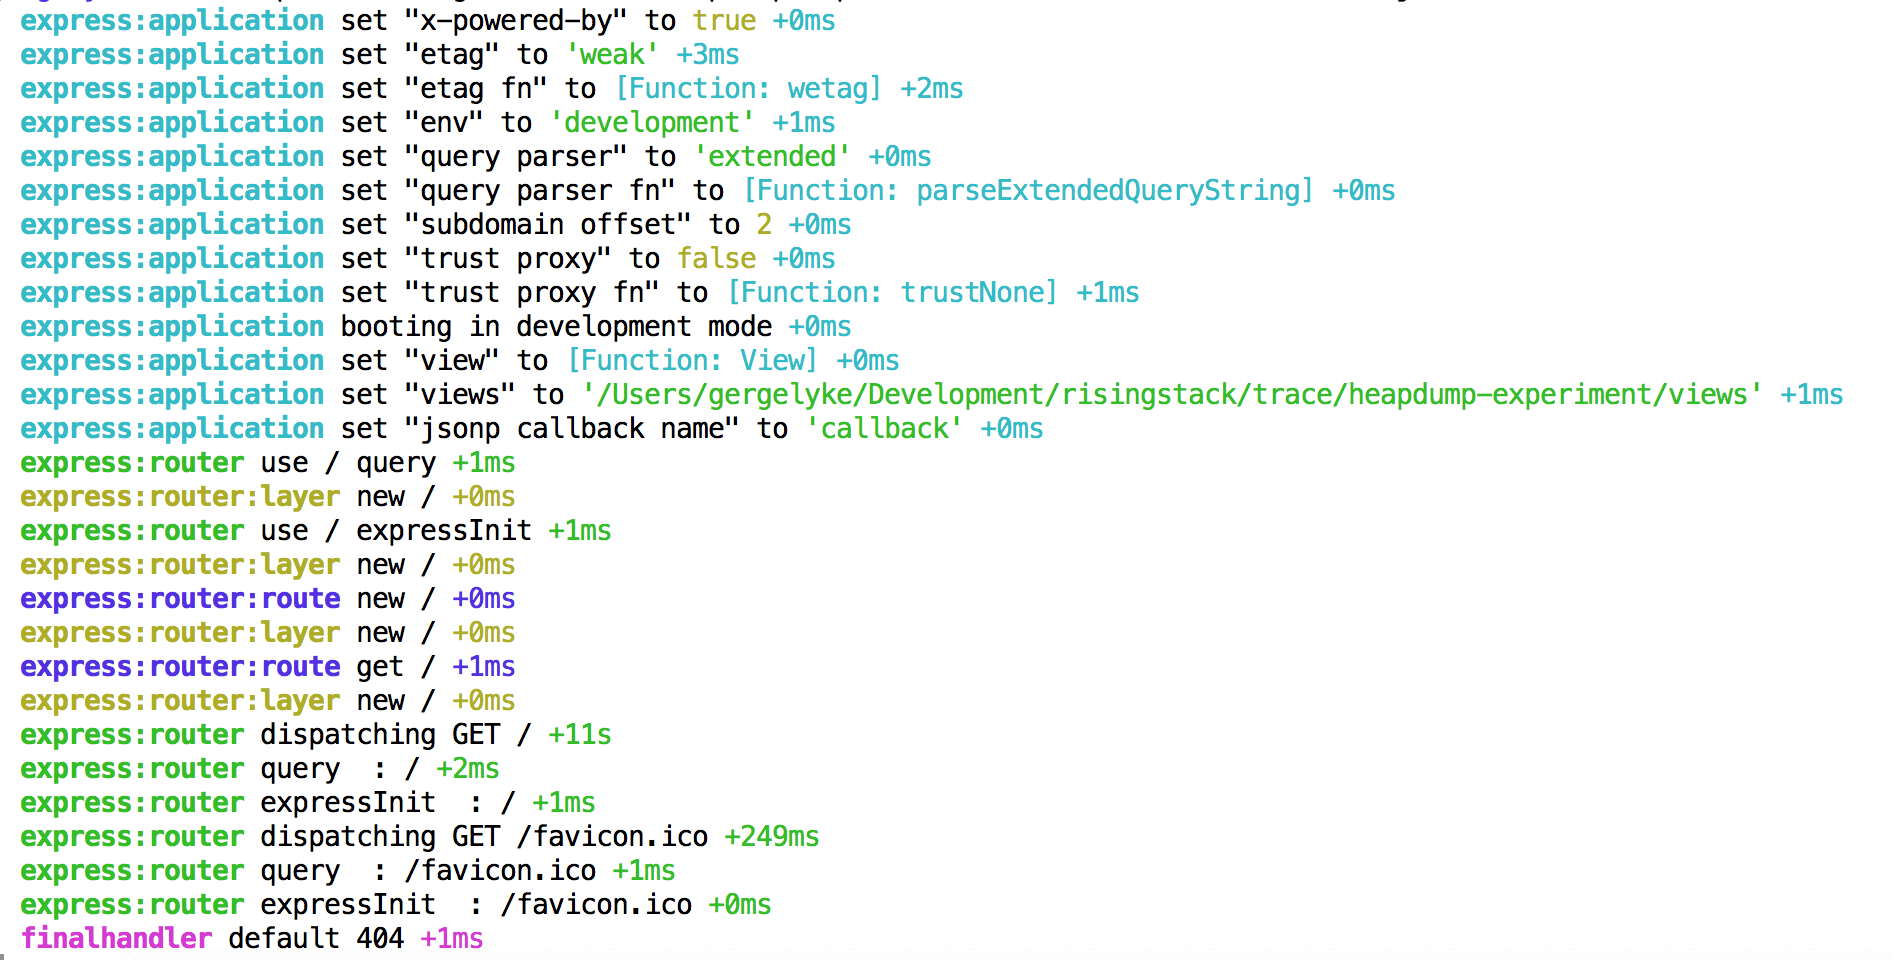 express:application set "x-powered-by" to true +0ms
express:application set "etag" to 'weak' +3ms
express:application set "etag fn" to [Function: wetag] +2ms
express:application set "env" to 'development' +1ms
express:application set "query parser" to 'extended' +0ms
express:application set "query parser fn" to [Function: parseExtendedQueryString] +0ms
express:application set "subdomain offset" to 2 +0ms
express:application set "trust proxy" to false +0ms
express:application set "trust proxy fn" to [Function: trustNone] +1ms
express:application booting in development mode +0ms
express:application set "view" to [Function: View] +0ms
express:application set "views" to '/Users/gergelyke/Development/risingstack/trace/heapdump-experiment/views' +1ms
express:application set "jsonp callback name" to 'callback' +0ms
express:router use / query +1ms
express:router:layer new / +0ms
express:router use / expressInit +1ms
express:router:layer new / +0ms
express:router:route new / +0ms
express:router:layer new / +0ms
express:router:route get / +1ms
express:router:layer new / +0ms
express:router dispatching GET / +11s
express:router query  : / +2ms
express:router expressInit  : / +1ms
express:router dispatching GET /favicon.ico +249ms
express:router query  : /favicon.ico +1ms
express:router expressInit  : /favicon.ico +0ms
finalhandler default 404 +1ms